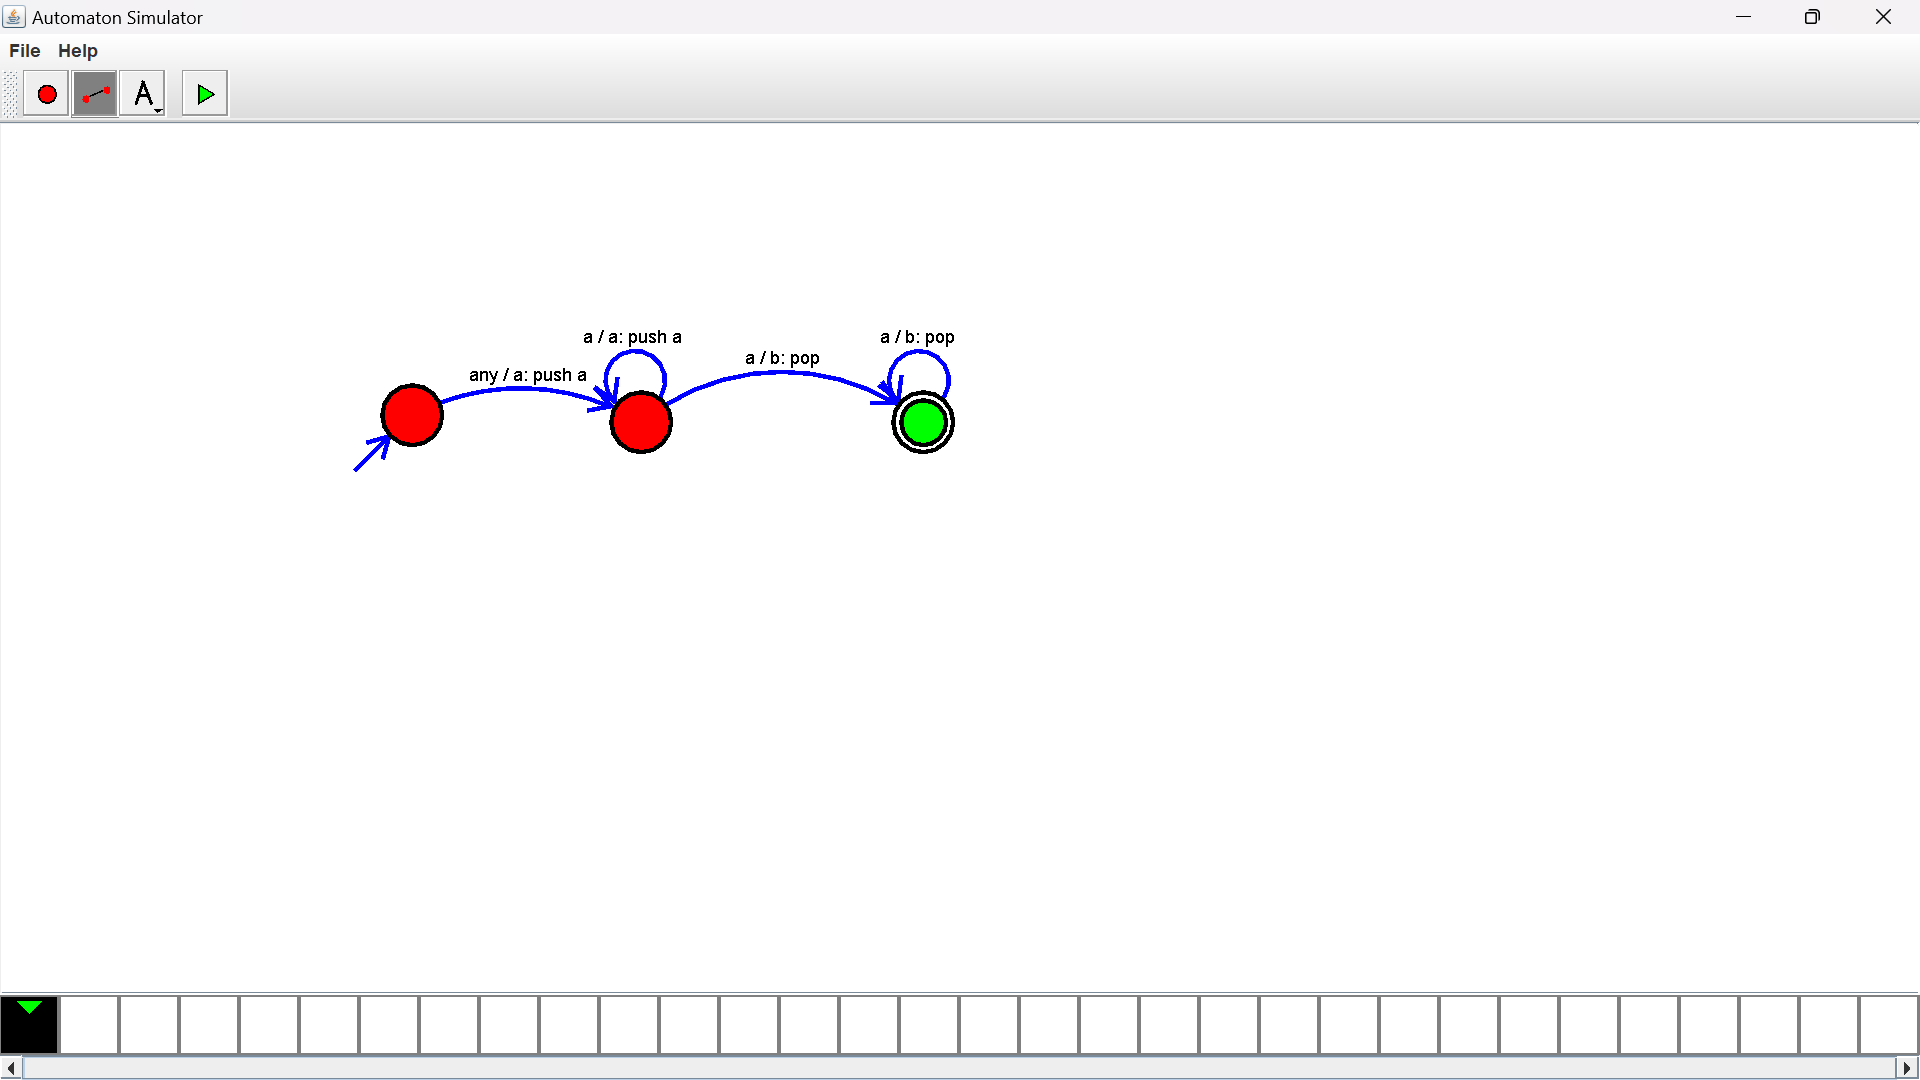 Automaton Simulator
File Help
A
a / a: push a
a / b: pop
a / b: pop
any / a: push a